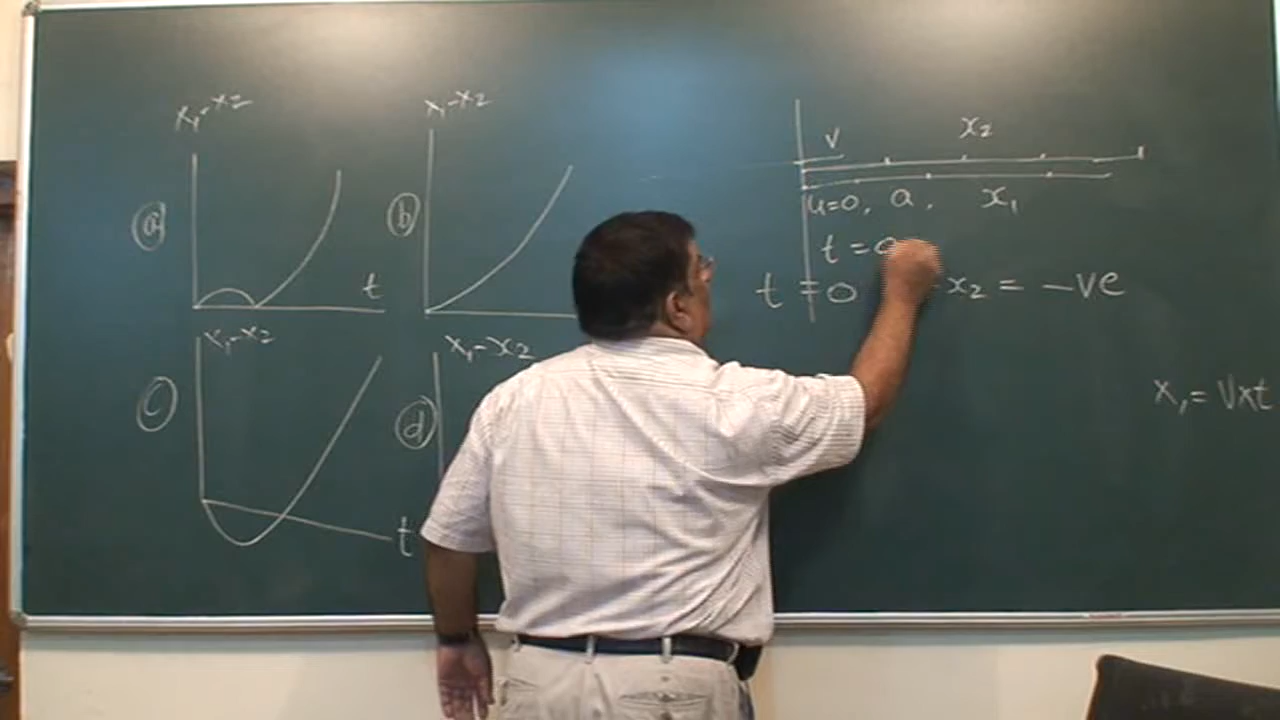 x₁-x₂
(a)
t
x₁-x₂
(b)
x₁-x₂
(c)
t
x₁-x₂
(d)
V
x₂
u=0, a, x₁
t=0
t=0 x₂ = -ve
x₁ = Vxt